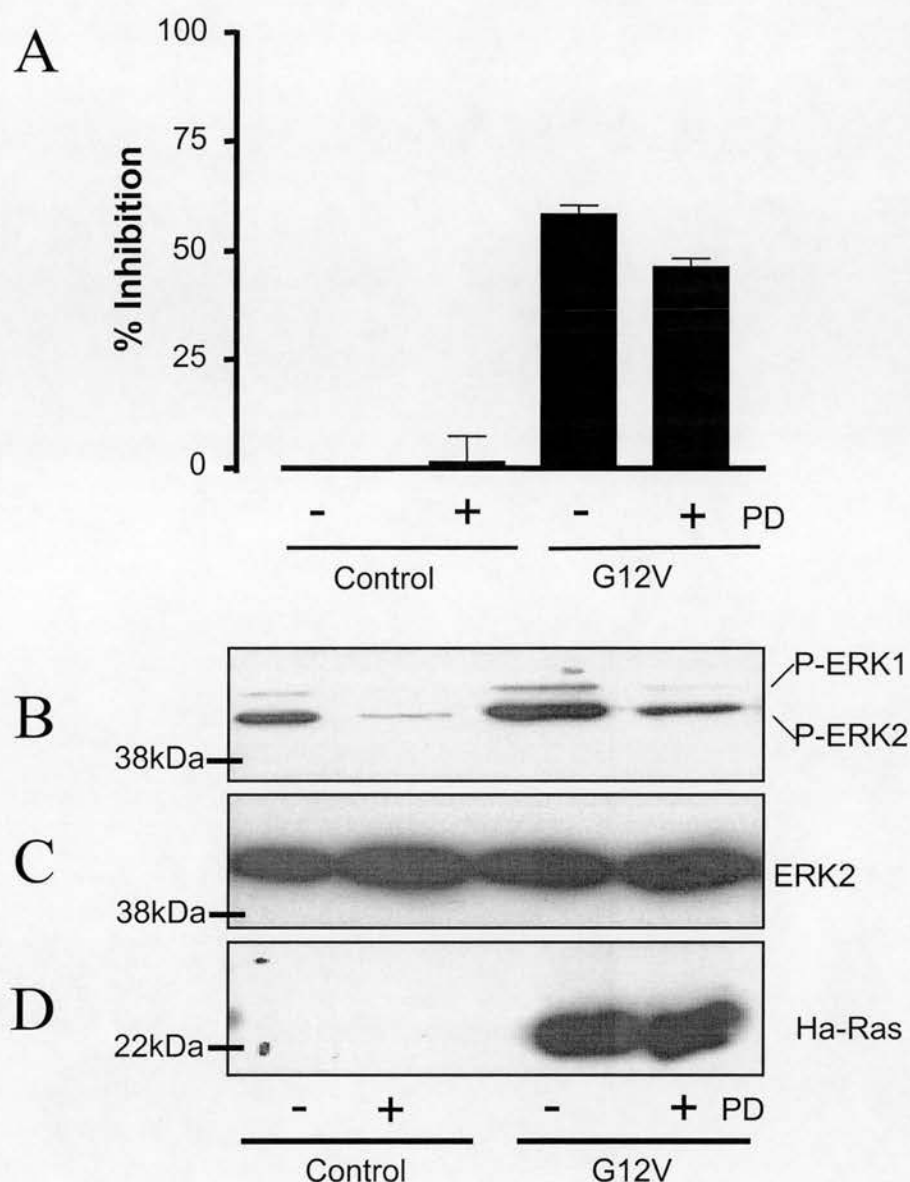 A
% Inhibition
100
75
50
25
0
- + - + PD
Control G12V
B
P-ERK1
P-ERK2
38kDa
C
ERK2
38kDa
D
Ha-Ras
22kDa
- + - + PD
Control G12V